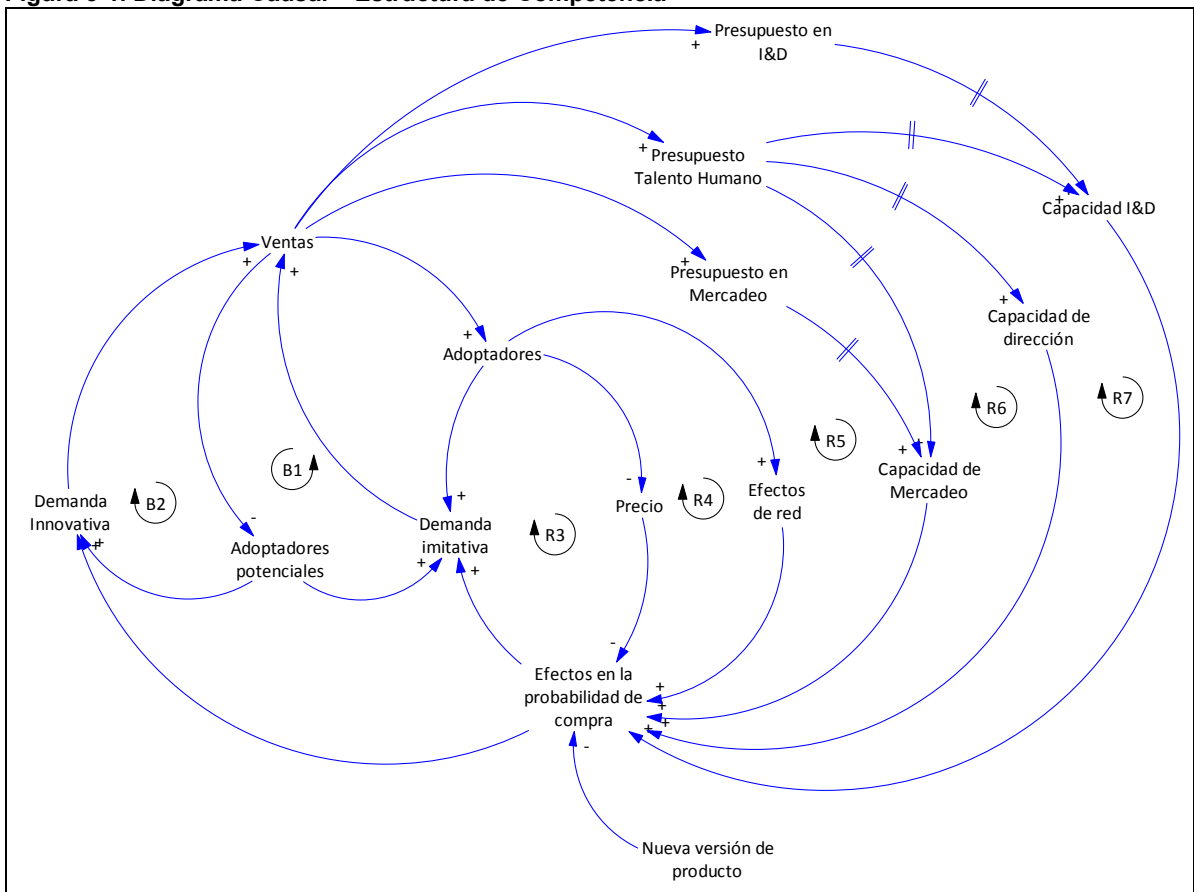 Presupuesto en
I&D
+
+
Presupuesto
Talento Humano
+
Capacidad I&D
Ventas
+
+
+
Presupuesto en
Mercadeo
+
Capacidad de
dirección
+
Adoptadores
R7
R6
R5
B1
+
+
Capacidad de
Mercadeo
+
Efectos
de red
-
Precio
R4
+
Demanda
imitativa
R3
Demanda
Innovativa
B2
-
Adoptadores
potenciales
+
+
+
+
-
Efectos en la
probabilidad de
compra
+
+
+
+
-
Nueva versión de
producto